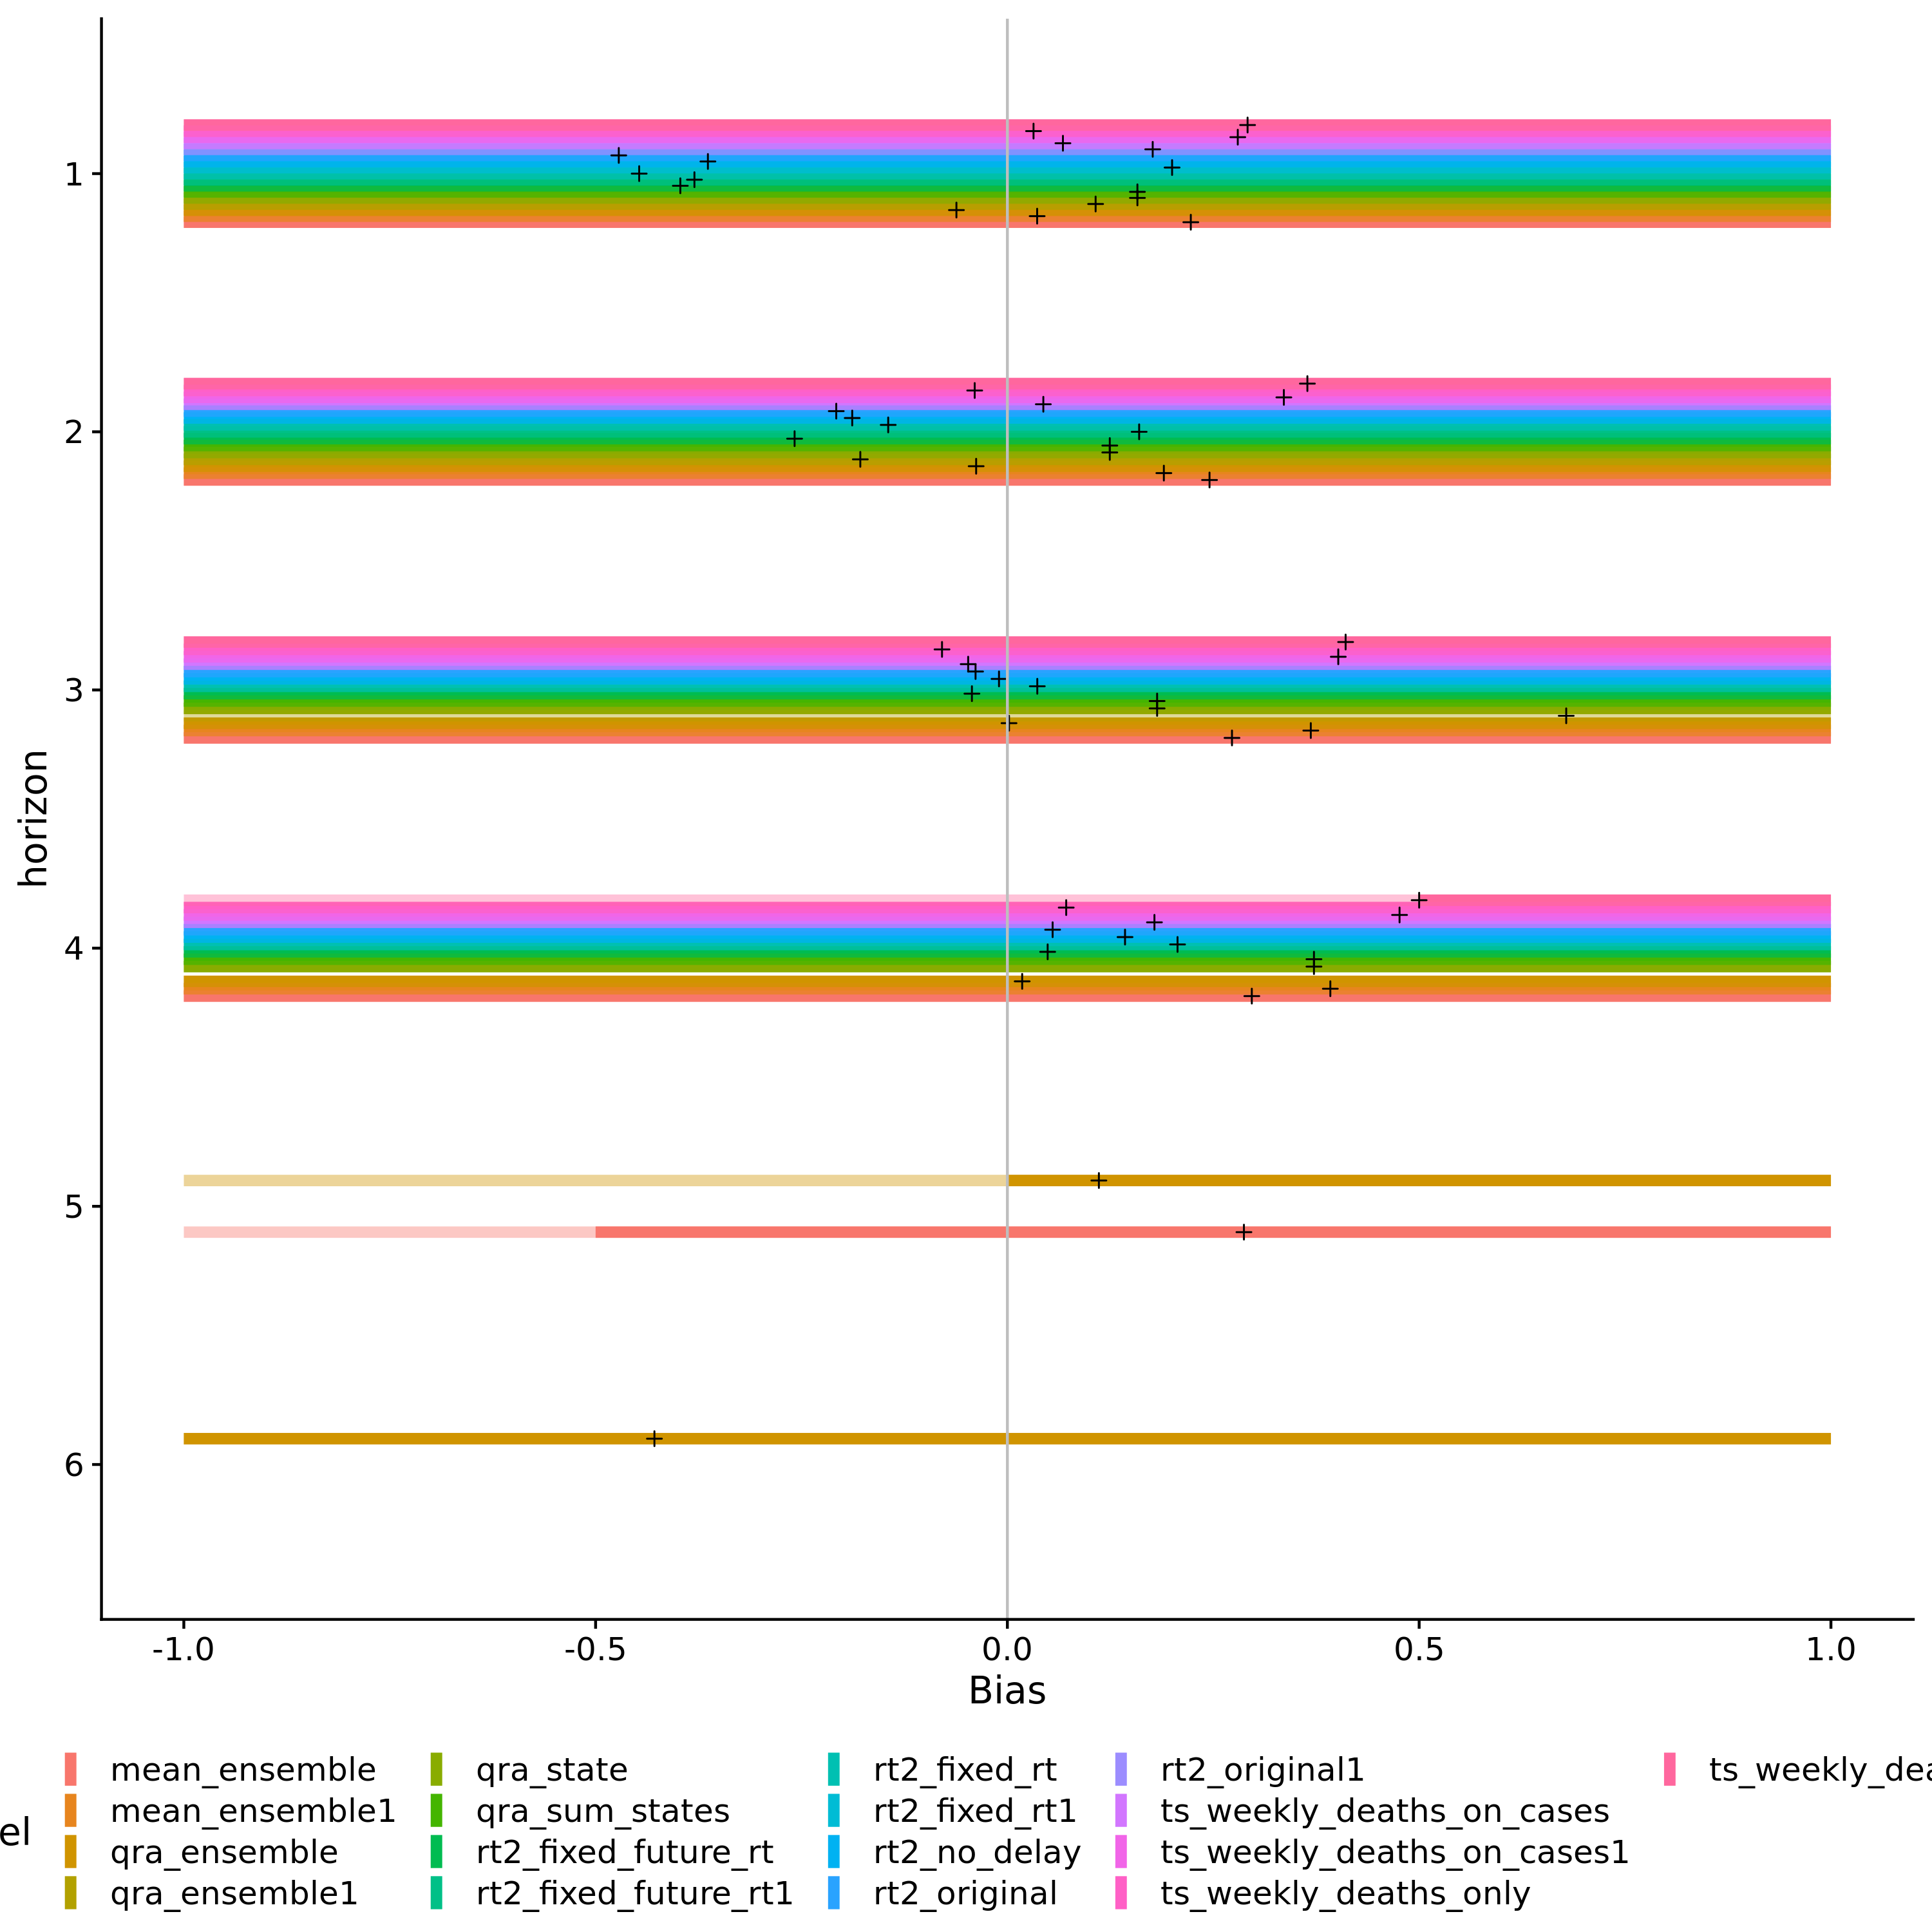 horizon
1
2
3
4
5
6
-1.0 -0.5 0.0 0.5 1.0
Bias
el
mean_ensemble qra_state rt2_fixed_rt rt2_original1 ts_weekly_dea
mean_ensemble1 qra_sum_states rt2_fixed_rt1 ts_weekly_deaths_on_cases
qra_ensemble rt2_fixed_future_rt rt2_no_delay ts_weekly_deaths_on_cases1
qra_ensemble1 rt2_fixed_future_rt1 rt2_original ts_weekly_deaths_only